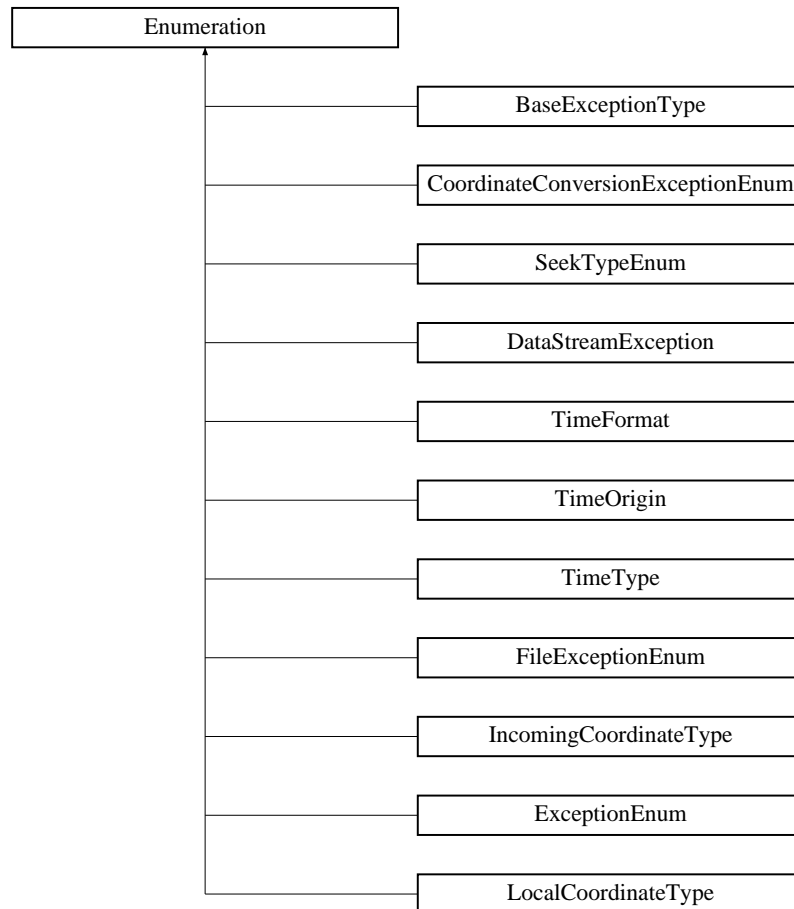 Enumeration
BaseExceptionType
CoordinateConversionExceptionEnum
SeekTypeEnum
DataStreamException
TimeFormat
TimeOrigin
TimeType
FileExceptionEnum
IncomingCoordinateType
ExceptionEnum
LocalCoordinateType